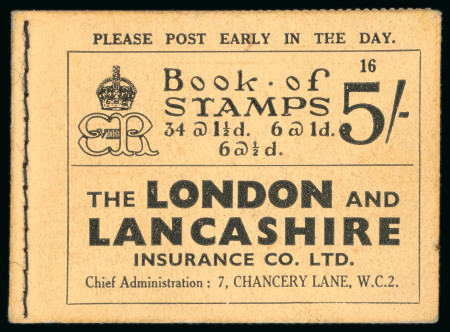 PLEASE POST EARLY IN THE DAY.
16
Book · of
STAMPS
5/-
34 @ 1½d. 6 @ 1d.
6 @ ½d.
E VIII R
THE LONDON AND
LANCASHIRE
INSURANCE CO. LTD.
Chief Administration : 7, CHANCERY LANE, W.C.2.